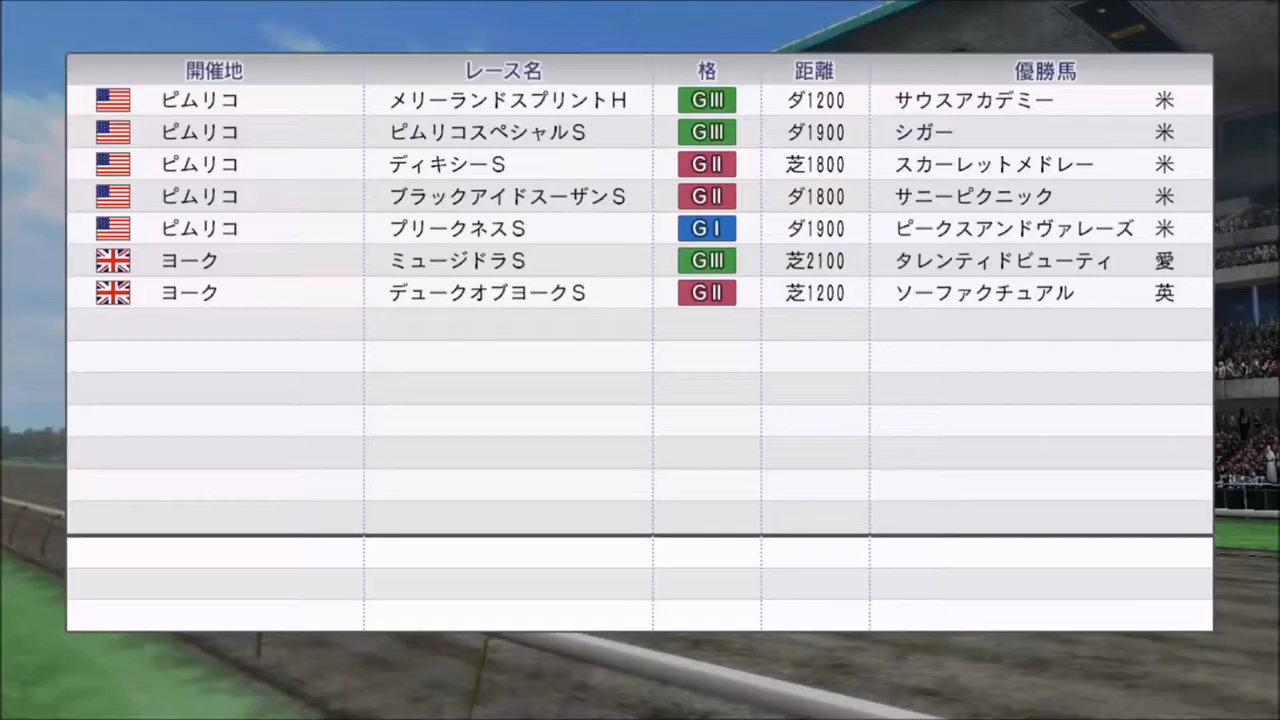 開催地 レース名 格 距離 優勝馬
ピムリコ メリーランドスプリントH GIII ダ1200 サウスアカデミー 米
ピムリコ ピムリコスペシャルS GIII ダ1900 シガー 米
ピムリコ ディキシーS GII 芝1800 スカーレットメドレー 米
ピムリコ ブラックアイドスーザンS GII ダ1800 サニーピクニック 米
ピムリコ プリークネスS GI ダ1900 ピークスアンドヴァレーズ 米
ヨーク ミュージドラS GIII 芝2100 タレンティドビューティ 愛
ヨーク デュークオブヨークS GII 芝1200 ソーファクチュアル 英